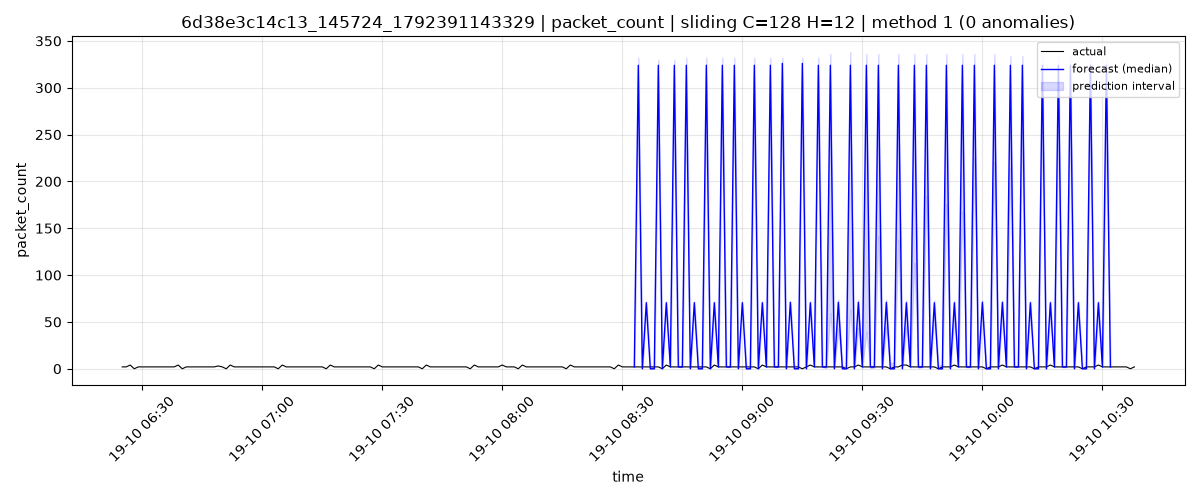 6d38e3c14c13_145724_1792391143329 | packet_count | sliding C=128 H=12 | method 1 (0 anomalies)
actual
forecast (median)
prediction interval
packet_count
350
300
250
200
150
100
50
0
19-10 06:30
19-10 07:00
19-10 07:30
19-10 08:00
19-10 08:30
19-10 09:00
19-10 09:30
19-10 10:00
19-10 10:30
time